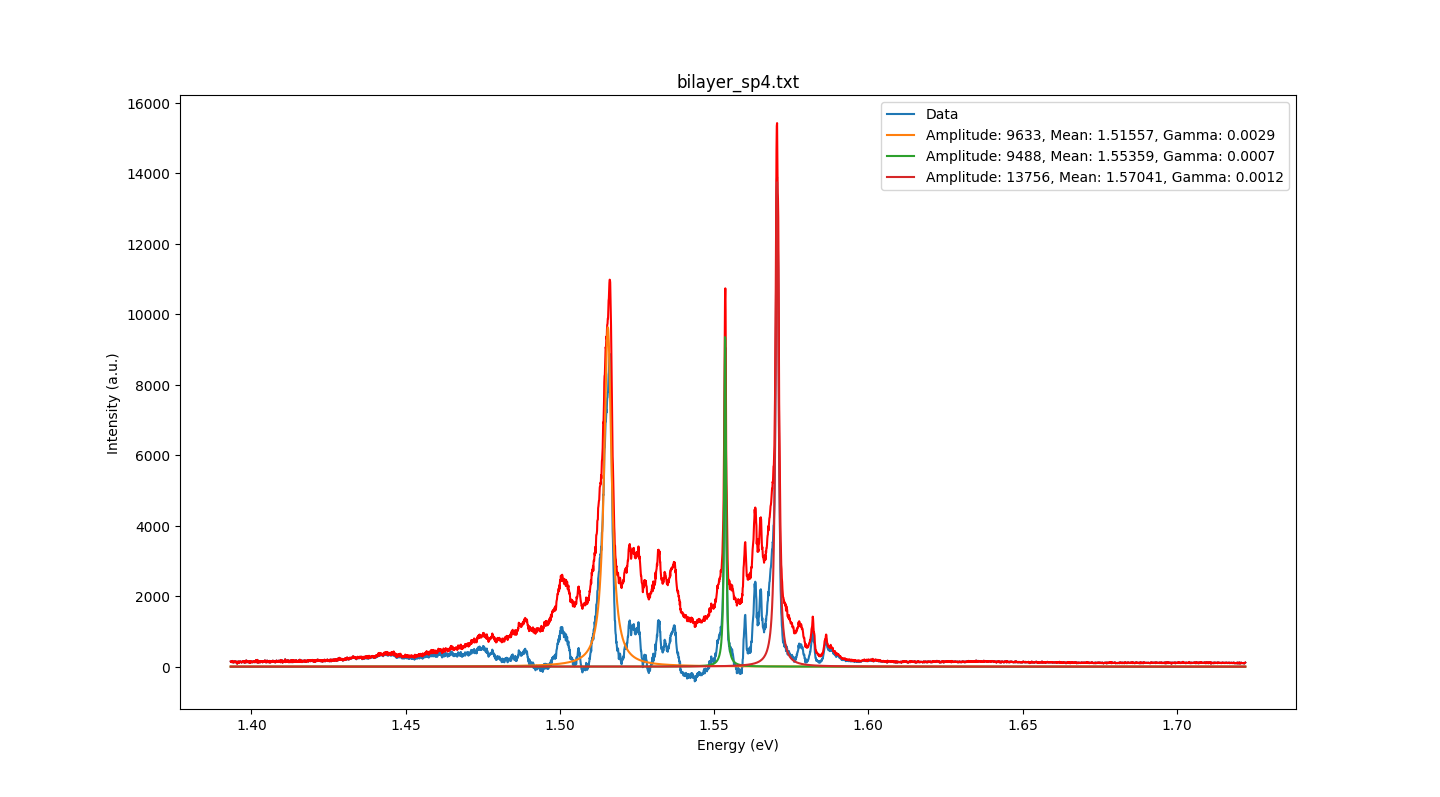 bilayer_sp4.txt
16000
14000
12000
10000
8000
6000
4000
2000
0
Intensity (a.u.)
Data
Amplitude: 9633, Mean: 1.51557, Gamma: 0.0029
Amplitude: 9488, Mean: 1.55359, Gamma: 0.0007
Amplitude: 13756, Mean: 1.57041, Gamma: 0.0012
1.40 1.45 1.50 1.55 1.60 1.65 1.70
Energy (eV)